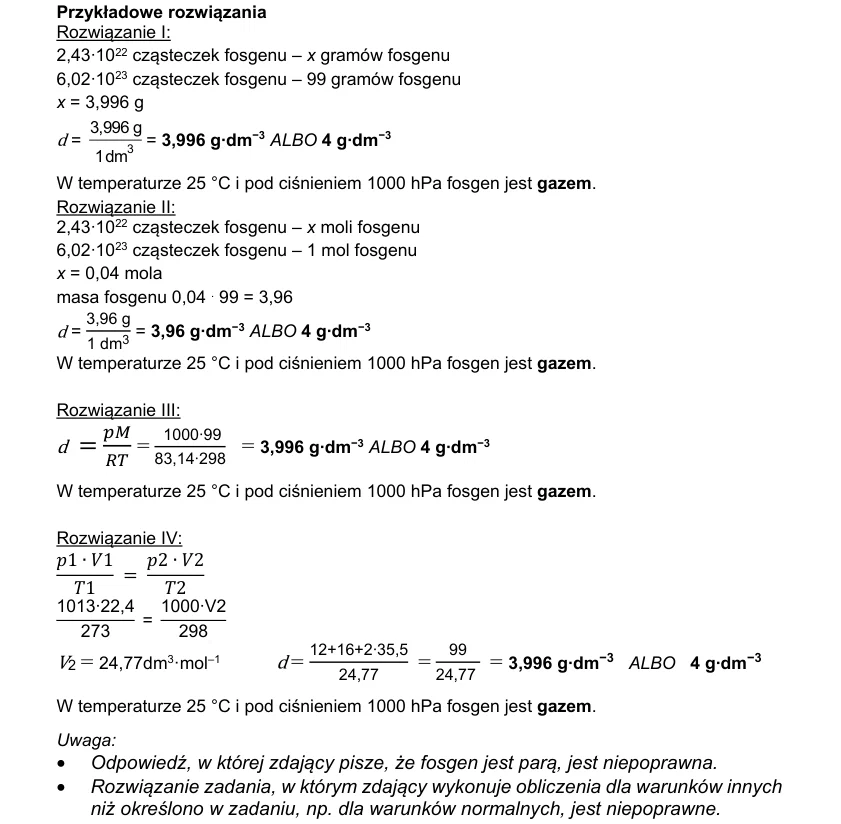 Przykładowe rozwiązania
Rozwiązanie I:
2,43·10²² cząsteczek fosgenu – x gramów fosgenu
6,02·10²³ cząsteczek fosgenu – 99 gramów fosgenu
x = 3,996 g
d = 3,996 g / 1 dm³ = 3,996 g·dm⁻³ ALBO 4 g·dm⁻³
W temperaturze 25 °C i pod ciśnieniem 1000 hPa fosgen jest gazem.
Rozwiązanie II:
2,43·10²² cząsteczek fosgenu – x moli fosgenu
6,02·10²³ cząsteczek fosgenu – 1 mol fosgenu
x = 0,04 mola
masa fosgenu 0,04 · 99 = 3,96
d = 3,96 g / 1 dm³ = 3,96 g·dm⁻³ ALBO 4 g·dm⁻³
W temperaturze 25 °C i pod ciśnieniem 1000 hPa fosgen jest gazem.
Rozwiązanie III:
d = pM / RT = 1000·99 / 83,14·298 = 3,996 g·dm⁻³ ALBO 4 g·dm⁻³
W temperaturze 25 °C i pod ciśnieniem 1000 hPa fosgen jest gazem.
Rozwiązanie IV:
p1 · V1 / T1 = p2 · V2 / T2
1013·22,4 / 273 = 1000·V2 / 298
V2 = 24,77dm³·mol⁻¹ d= 12+16+2·35,5 / 24,77 = 99 / 24,77 = 3,996 g·dm⁻³ ALBO 4 g·dm⁻³
W temperaturze 25 °C i pod ciśnieniem 1000 hPa fosgen jest gazem.
Uwaga:
• Odpowiedź, w której zdający pisze, że fosgen jest parą, jest niepoprawna.
• Rozwiązanie zadania, w którym zdający wykonuje obliczenia dla warunków innych
niż określono w zadaniu, np. dla warunków normalnych, jest niepoprawne.